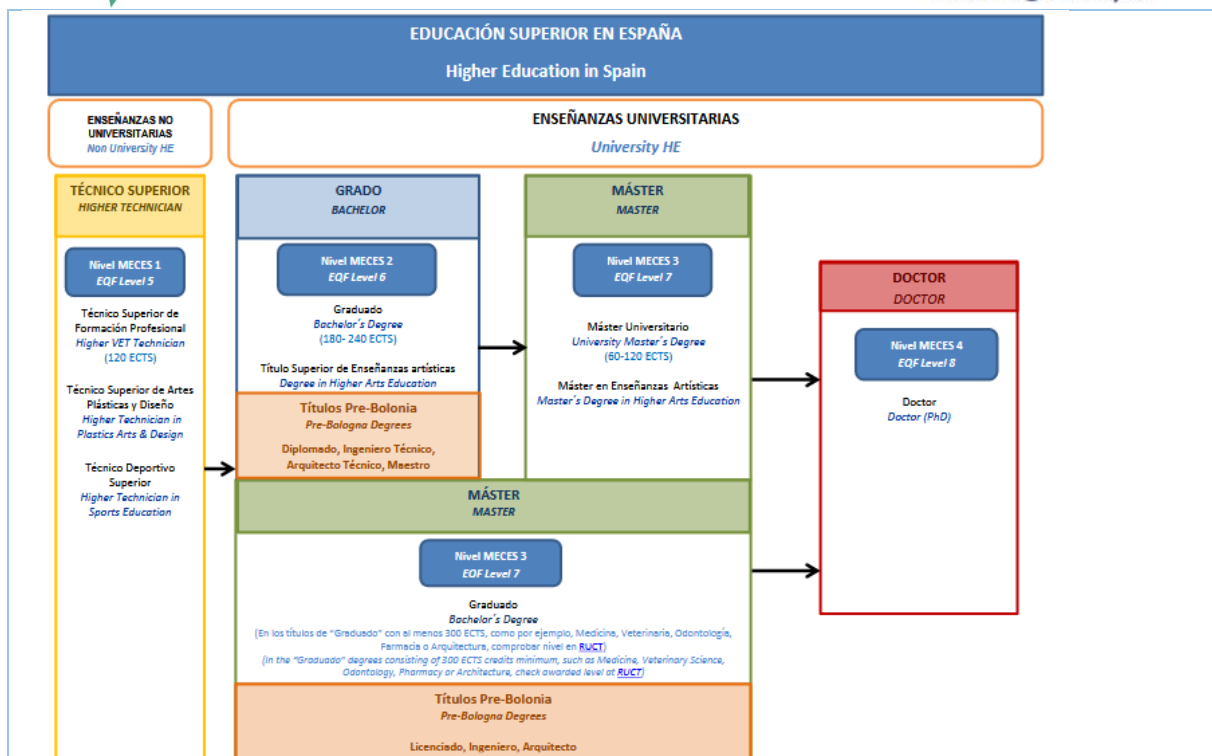 EDUCACIÓN SUPERIOR EN ESPAÑA
Higher Education in Spain
ENSEÑANZAS NO
UNIVERSITARIAS
Non University HE
ENSEÑANZAS UNIVERSITARIAS
University HE
TÉCNICO SUPERIOR
HIGHER TECHNICIAN
Nivel MECES 1
EQF Level 5
Técnico Superior de
Formación Profesional
Higher VET Technician
(120 ECTS)
Técnico Superior de Artes
Plásticas y Diseño
Higher Technician in
Plastics Arts & Design
Técnico Deportivo
Superior
Higher Technician in
Sports Education
GRADO
BACHELOR
Nivel MECES 2
EQF Level 6
Graduado
Bachelor´s Degree
(180- 240 ECTS)
Título Superior de Enseñanzas artísticas
Degree in Higher Arts Education
Títulos Pre-Bolonia
Pre-Bologna Degrees
Diplomado, Ingeniero Técnico,
Arquitecto Técnico, Maestro
MÁSTER
MASTER
Nivel MECES 3
EQF Level 7
Máster Universitario
University Master´s Degree
(60-120 ECTS)
Máster en Enseñanzas Artísticas
Master´s Degree in Higher Arts Education
MÁSTER
MASTER
Nivel MECES 3
EQF Level 7
Graduado
Bachelor´s Degree
(En los títulos de "Graduado" con al menos 300 ECTS, como por ejemplo, Medicina, Veterinaria, Odontología,
Farmacia o Arquitectura, comprobar nivel en RUCT)
(In the "Graduado" degrees consisting of 300 ECTS credits minimum, such as Medicine, Veterinary Science,
Odontology, Pharmacy or Architecture, check awarded level at RUCT)
Títulos Pre-Bolonia
Pre-Bologna Degrees
Licenciado, Ingeniero, Arquitecto
DOCTOR
DOCTOR
Nivel MECES 4
EQF Level 8
Doctor
Doctor (PhD)